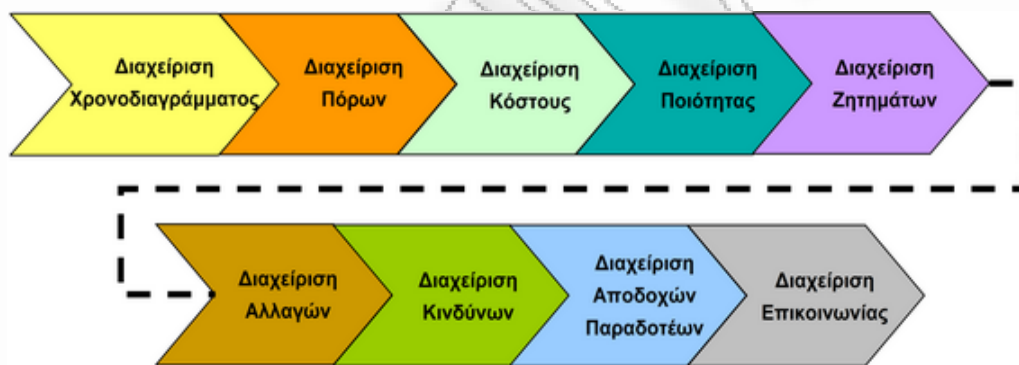 Διαχείριση
Χρονοδιαγράμματος
Διαχείριση
Πόρων
Διαχείριση
Κόστους
Διαχείριση
Ποιότητας
Διαχείριση
Ζητημάτων
Διαχείριση
Αλλαγών
Διαχείριση
Κινδύνων
Διαχείριση
Αποδοχών
Παραδοτέων
Διαχείριση
Επικοινωνίας